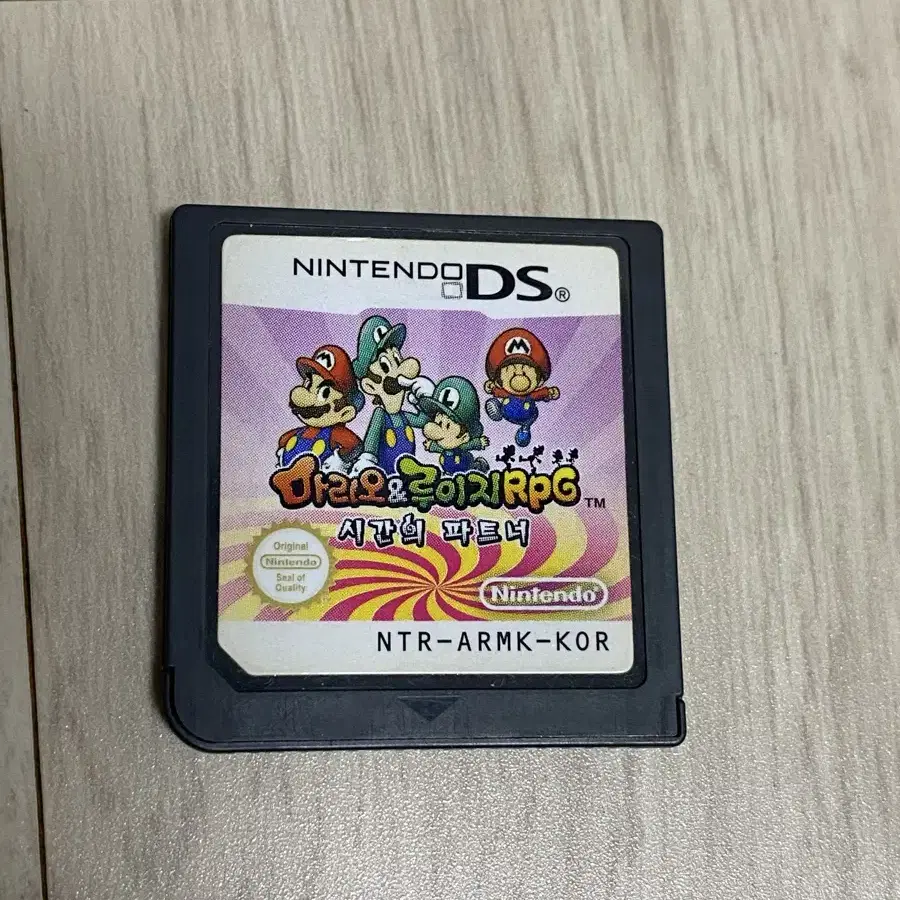 NINTENDO DS®
M
L
L
M
마리오&루이지RPG™
시간의 파트너
Original
Nintendo
Seal of
Quality
Nintendo®
NTR-ARMK-KOR